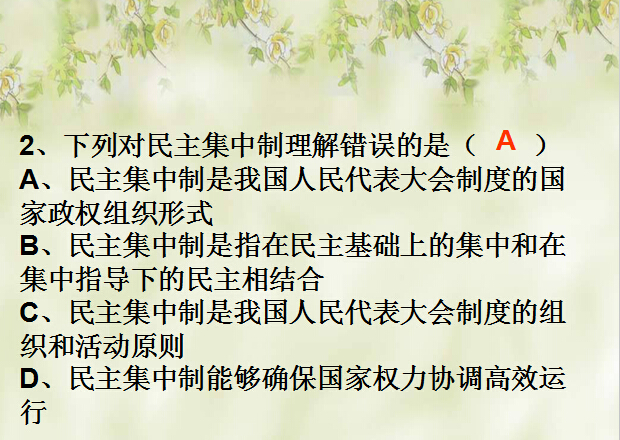 2、下列对民主集中制理解错误的是（ A ）
A、民主集中制是我国人民代表大会制度的国
家政权组织形式
B、民主集中制是指在民主基础上的集中和在
集中指导下的民主相结合
C、民主集中制是我国人民代表大会制度的组
织和活动原则
D、民主集中制能够确保国家权力协调高效运
行